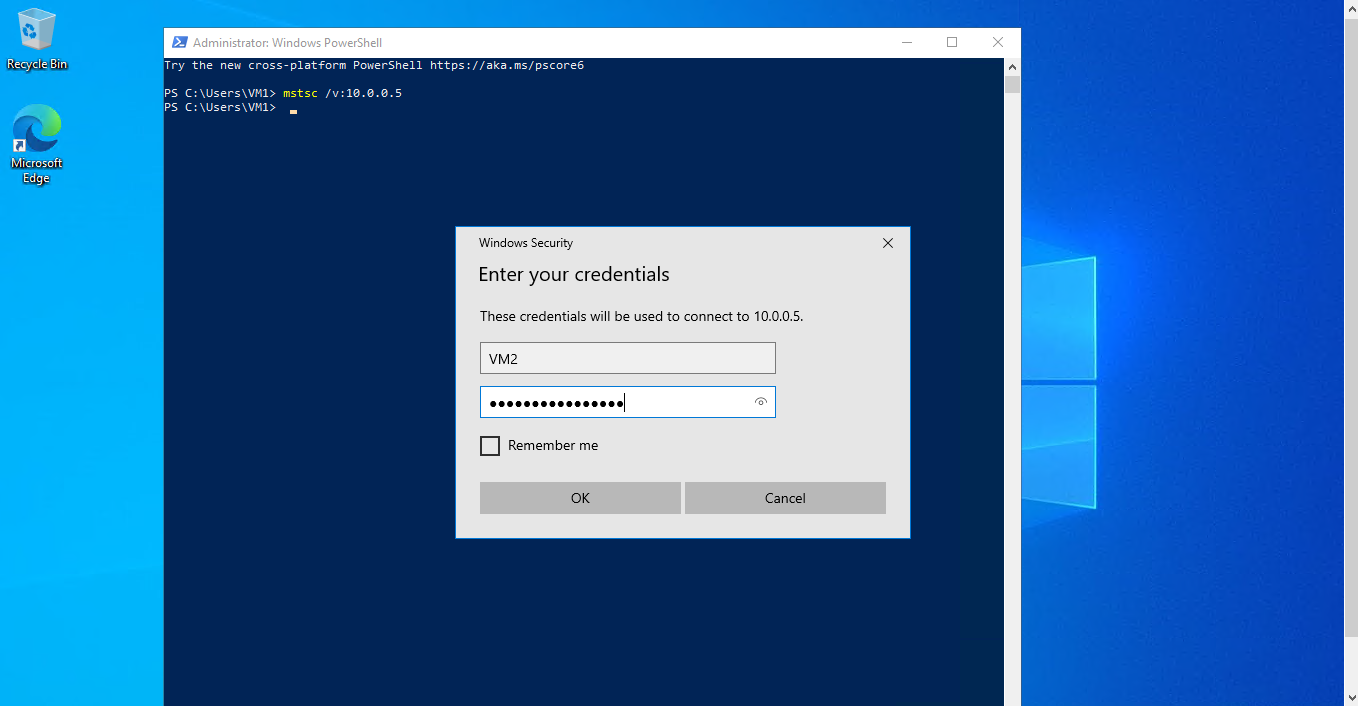 Recycle Bin
Microsoft
Edge
Administrator: Windows PowerShell
Try the new cross-platform PowerShell https://aka.ms/pscore6
PS C:\Users\VM1> mstsc /v:10.0.0.5
PS C:\Users\VM1>
Windows Security
Enter your credentials
These credentials will be used to connect to 10.0.0.5.
VM2
●●●●●●●●●●●●●●●●
Remember me
OK
Cancel